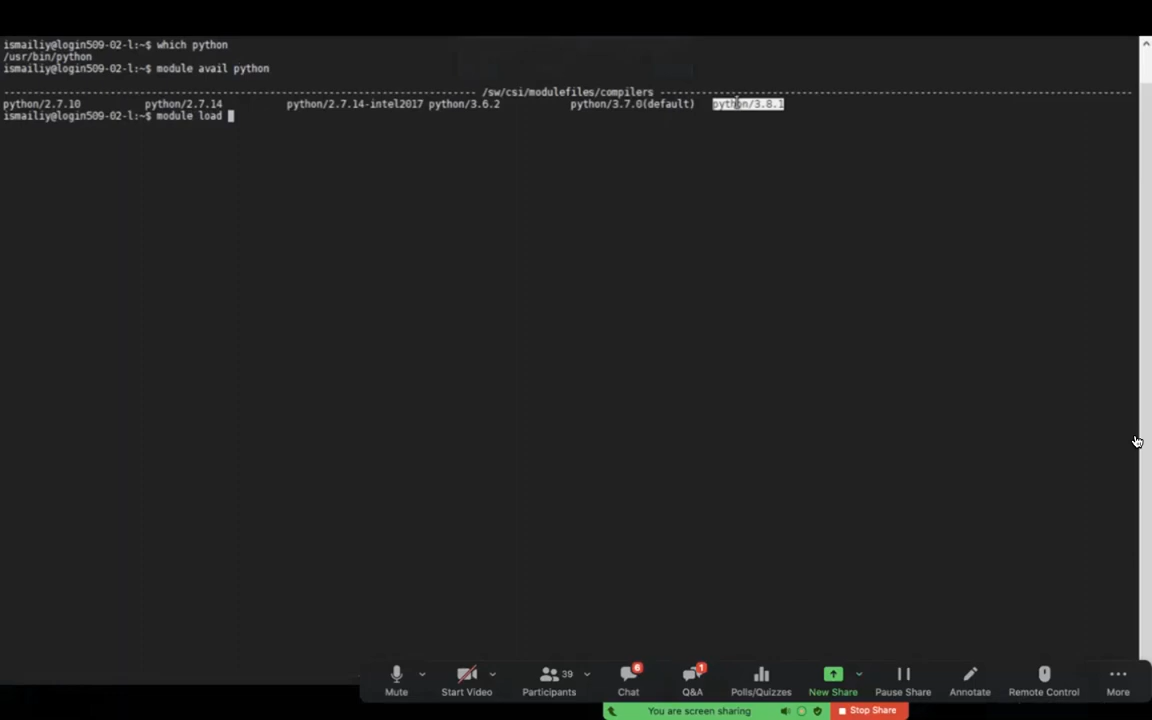 ismailiy@login509-02-l:~$ which python
/usr/bin/python
ismailiy@login509-02-l:~$ module avail python
-------------------------------------------------------------------------------- /sw/csi/modulefiles/compilers --------------------------------------------------------------------------------
python/2.7.10 python/2.7.14 python/2.7.14-intel2017 python/3.6.2 python/3.7.0(default) python/3.8.1
ismailiy@login509-02-l:~$ module load
39 6 1
Mute Start Video Participants Chat Q&A Polls/Quizzes New Share Pause Share Annotate Remote Control More
You are screen sharing Stop Share